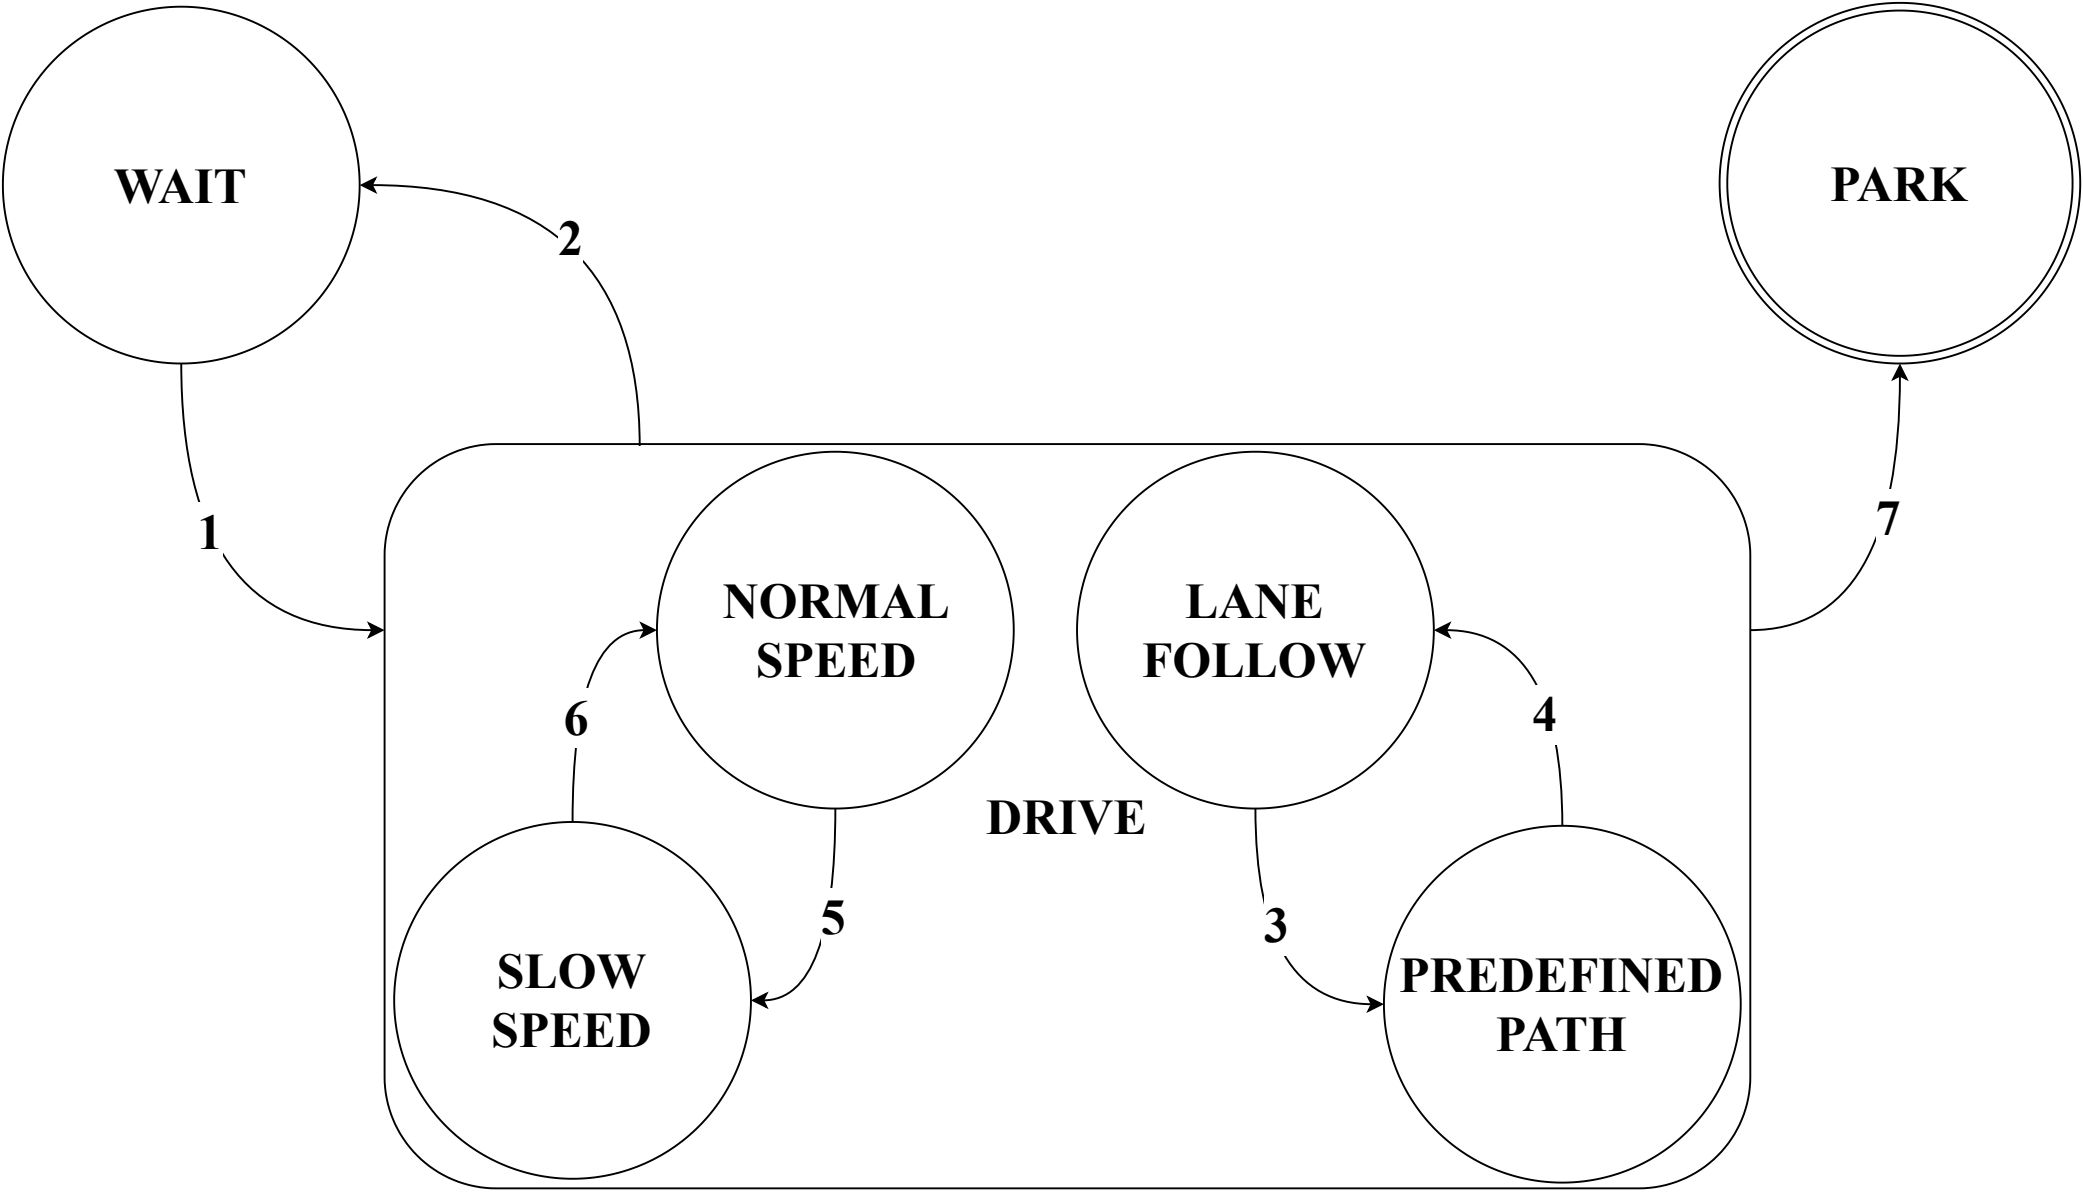 WAIT
PARK
2
1
7
NORMAL
SPEED
LANE
FOLLOW
6
4
DRIVE
5
3
SLOW
SPEED
PREDEFINED
PATH